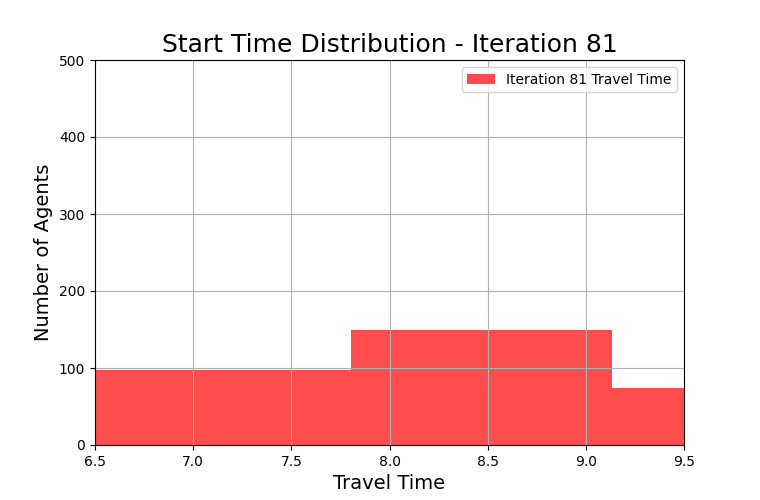 Start Time Distribution - Iteration 81
Iteration 81 Travel Time
Number of Agents
500
400
300
200
100
0
6.5 7.0 7.5 8.0 8.5 9.0 9.5
Travel Time